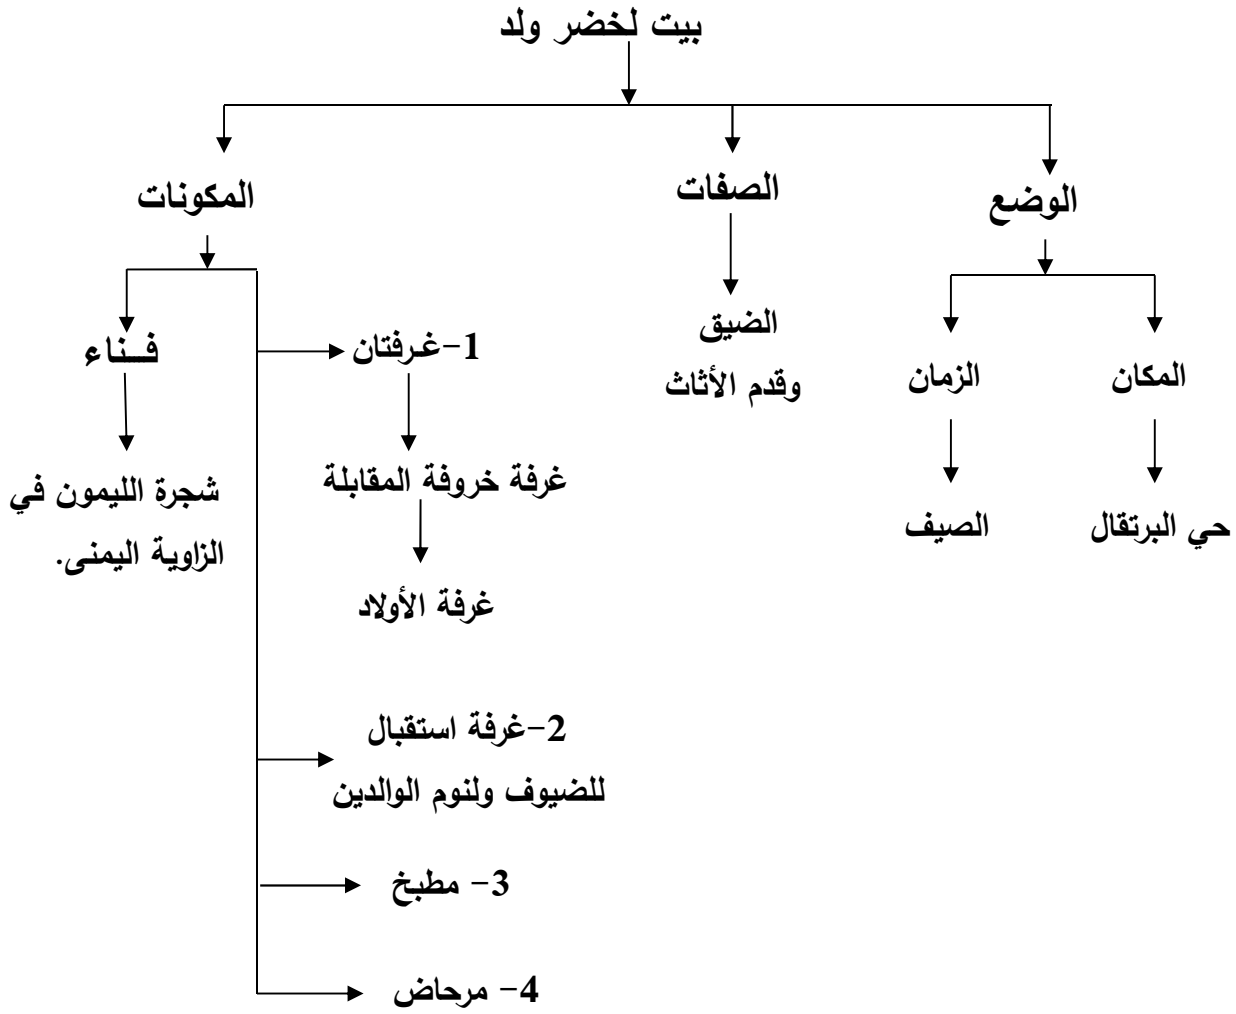 بيت لخضر ولد
الوضع
الصفات
المكونات
المكان
الزمان
حي البرتقال
الصيف
الضيق
وقدم الأثاث
1-غرفتان
غرفة خروفة المقابلة
غرفة الأولاد
2-غرفة استقبال
للضيوف ولنوم الوالدين
3- مطبخ
4- مرحاض
فــناء
شجرة الليمون في
الزاوية اليمنى.